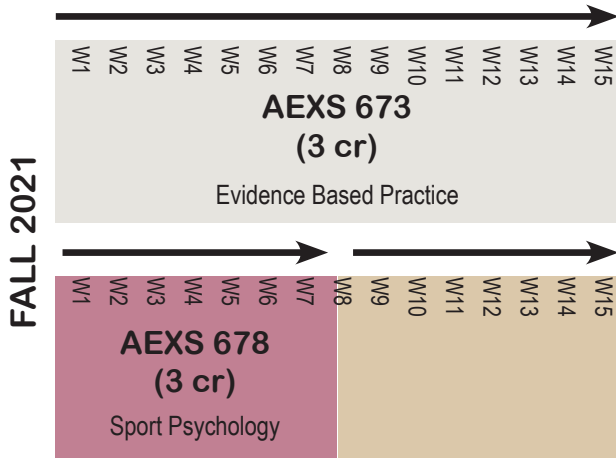 FALL 2021
W1 W2 W3 W4 W5 W6 W7 W8 W9 W10 W11 W12 W13 W14 W15
AEXS 673
(3 cr)
Evidence Based Practice
W1 W2 W3 W4 W5 W6 W7 W8 W9 W10 W11 W12 W13 W14 W15
AEXS 678
(3 cr)
Sport Psychology